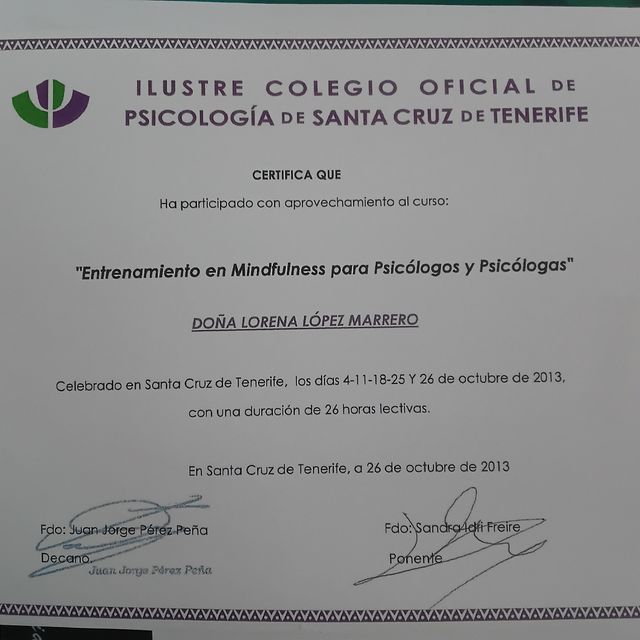 ILUSTRE COLEGIO OFICIAL DE
PSICOLOGÍA DE SANTA CRUZ DE TENERIFE
CERTIFICA QUE
Ha participado con aprovechamiento al curso:
"Entrenamiento en Mindfulness para Psicólogos y Psicólogas"
DOÑA LORENA LÓPEZ MARRERO
Celebrado en Santa Cruz de Tenerife, los días 4-11-18-25 Y 26 de octubre de 2013,
con una duración de 26 horas lectivas.
En Santa Cruz de Tenerife, a 26 de octubre de 2013
Fdo: Juan Jorge Pérez Peña
Decano.
Juan Jorge Pérez Peña
Fdo: Sandra Freire
Ponente